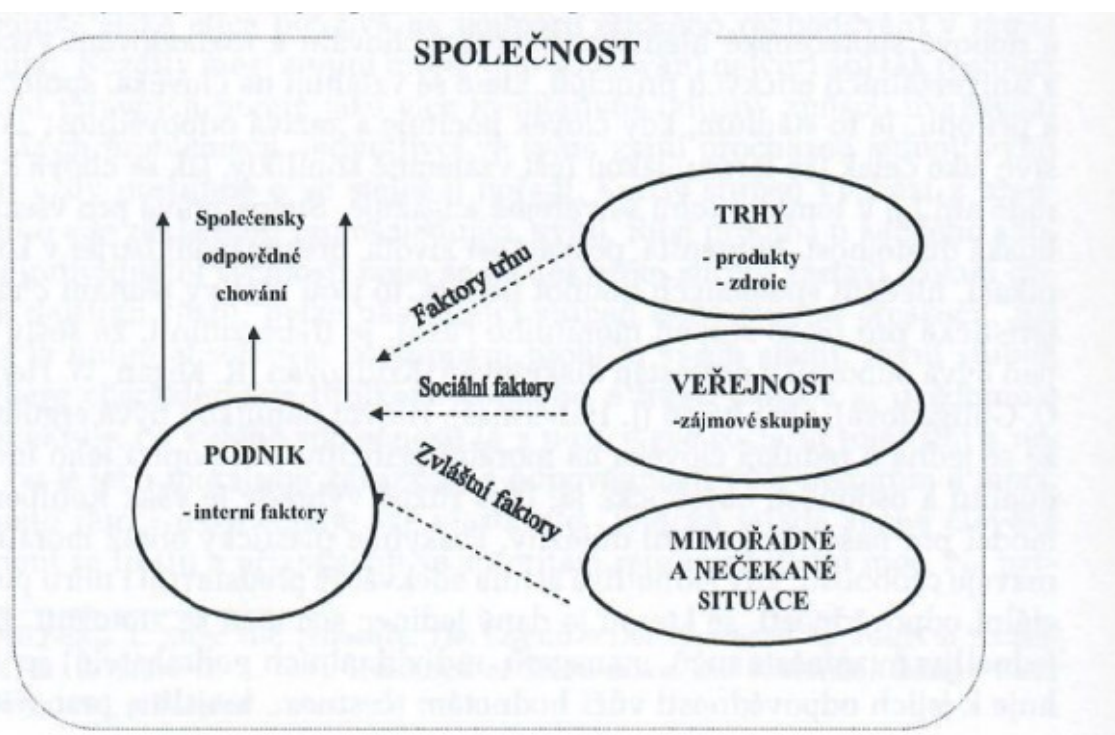 SPOLEČNOST
Společensky
odpovědné
chování
Faktory trhu
Sociální faktory
Zvláštní faktory
PODNIK
- interní faktory
TRHY
- produkty
- zdroje
VEŘEJNOST
-zájmové skupiny
MIMOŘÁDNÉ
A NEČEKANÉ
SITUACE